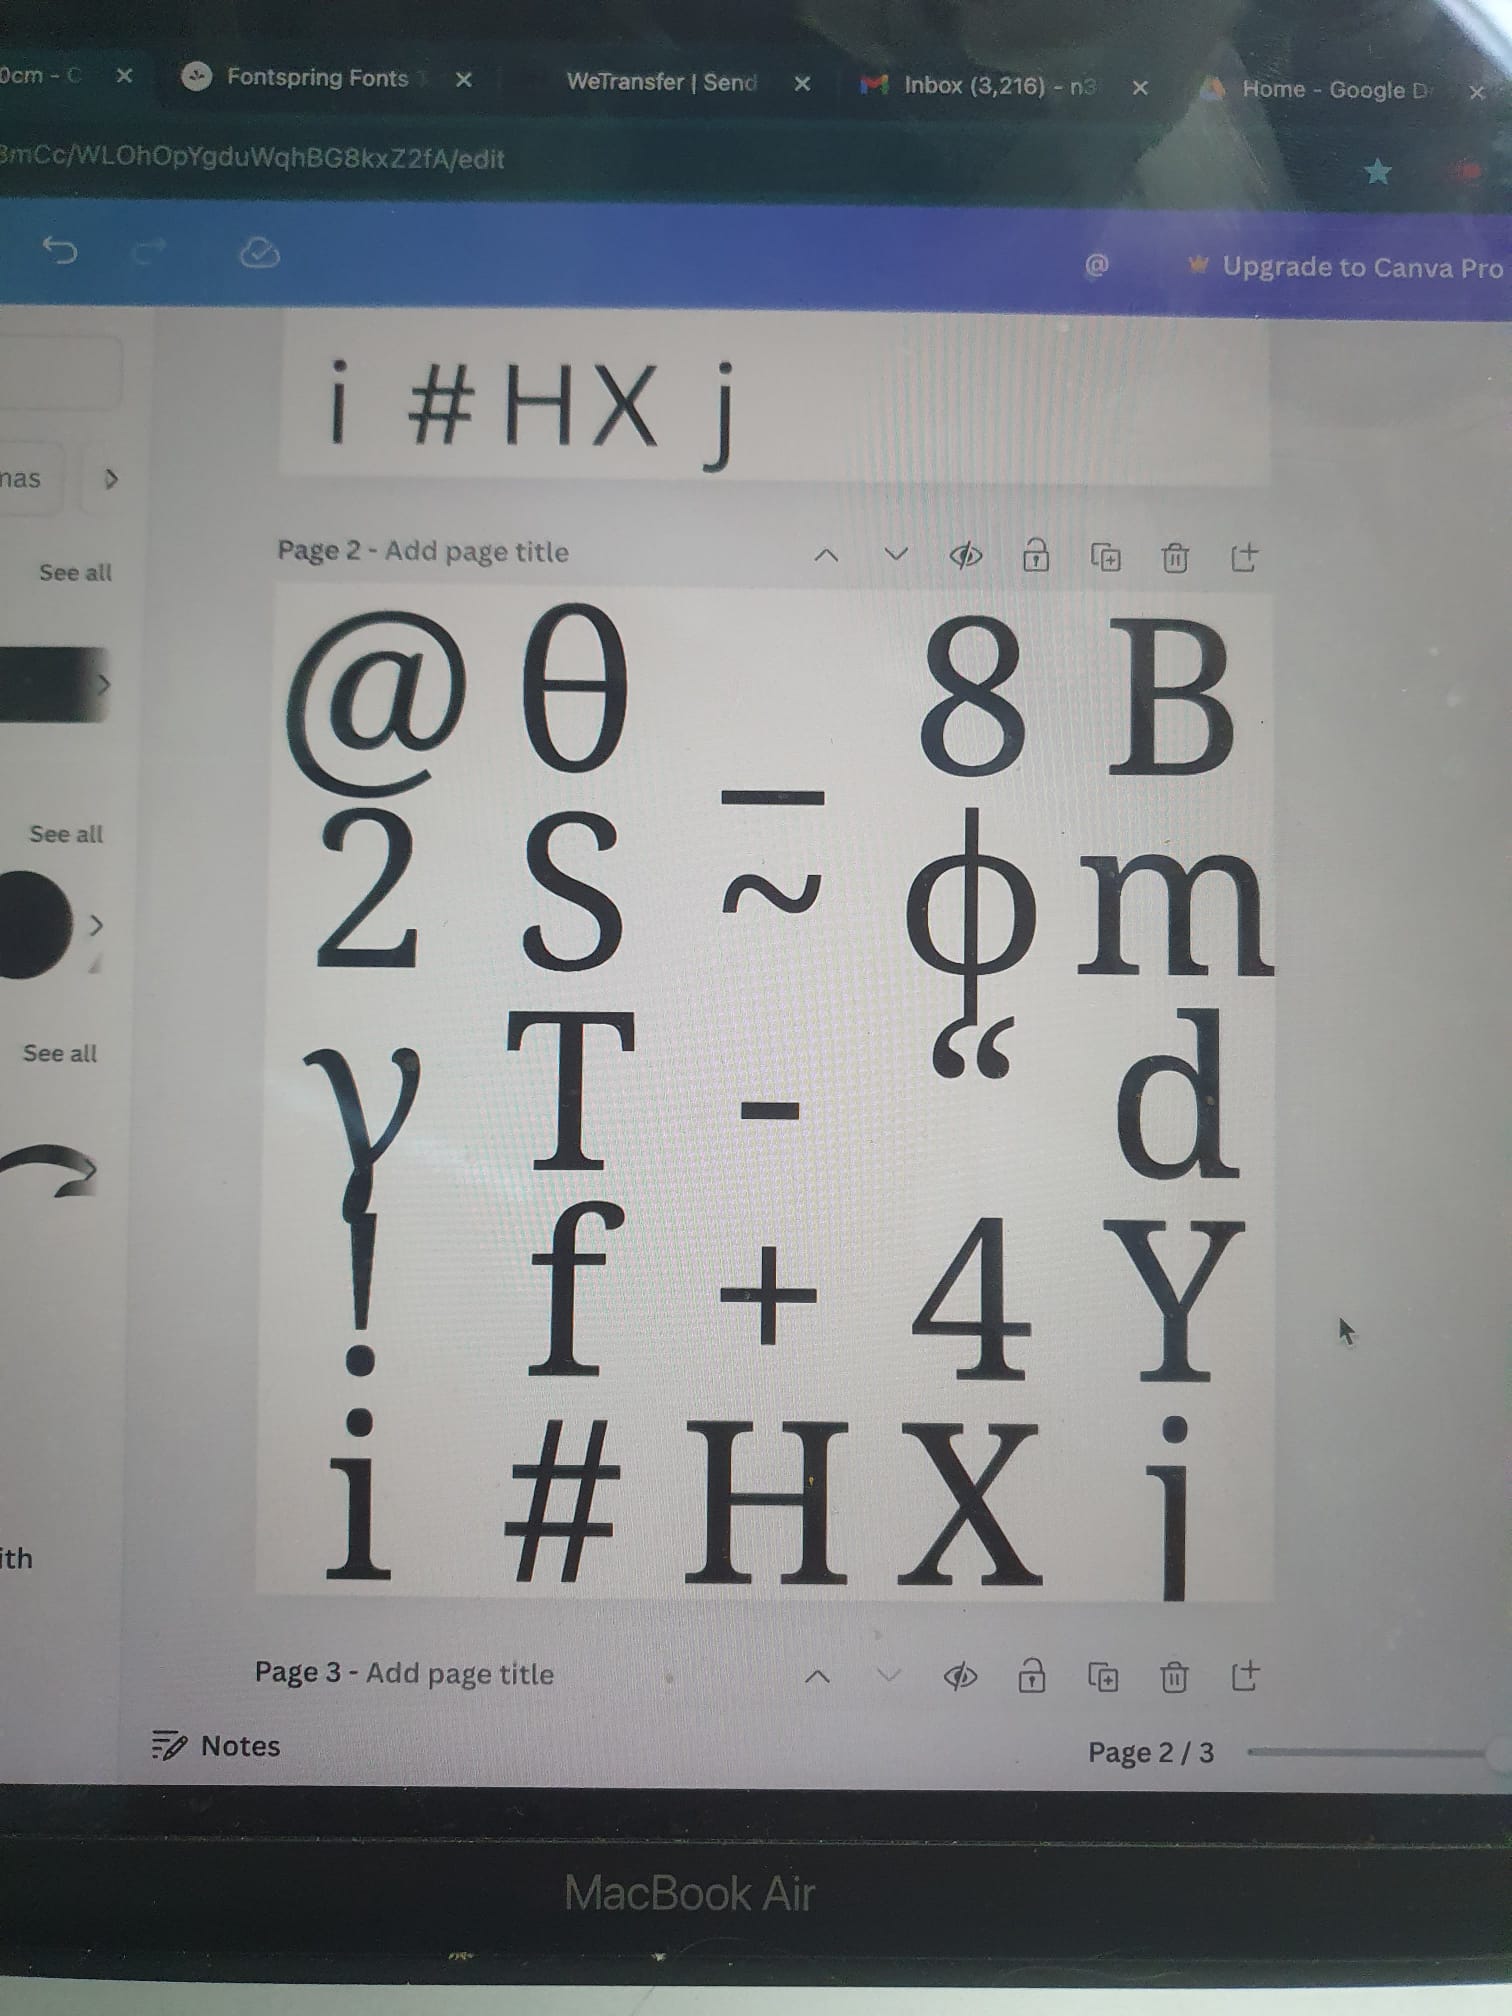 0cm - C
Fontspring Fonts
WeTransfer | Send
Inbox (3,216) - n3
Home - Google Dr
3mCc/WLOhOpYgduWqhBG8kxZ2fA/edit
@
Upgrade to Canva Pro
i # H X j
nas
Page 2 - Add page title
See all
@ θ _ 8 B
See all
2 S ~ ϕ m
See all
γ T - “ d
! f + 4 Y
i # H X j
ith
Page 3 - Add page title
Notes
Page 2 / 3
MacBook Air